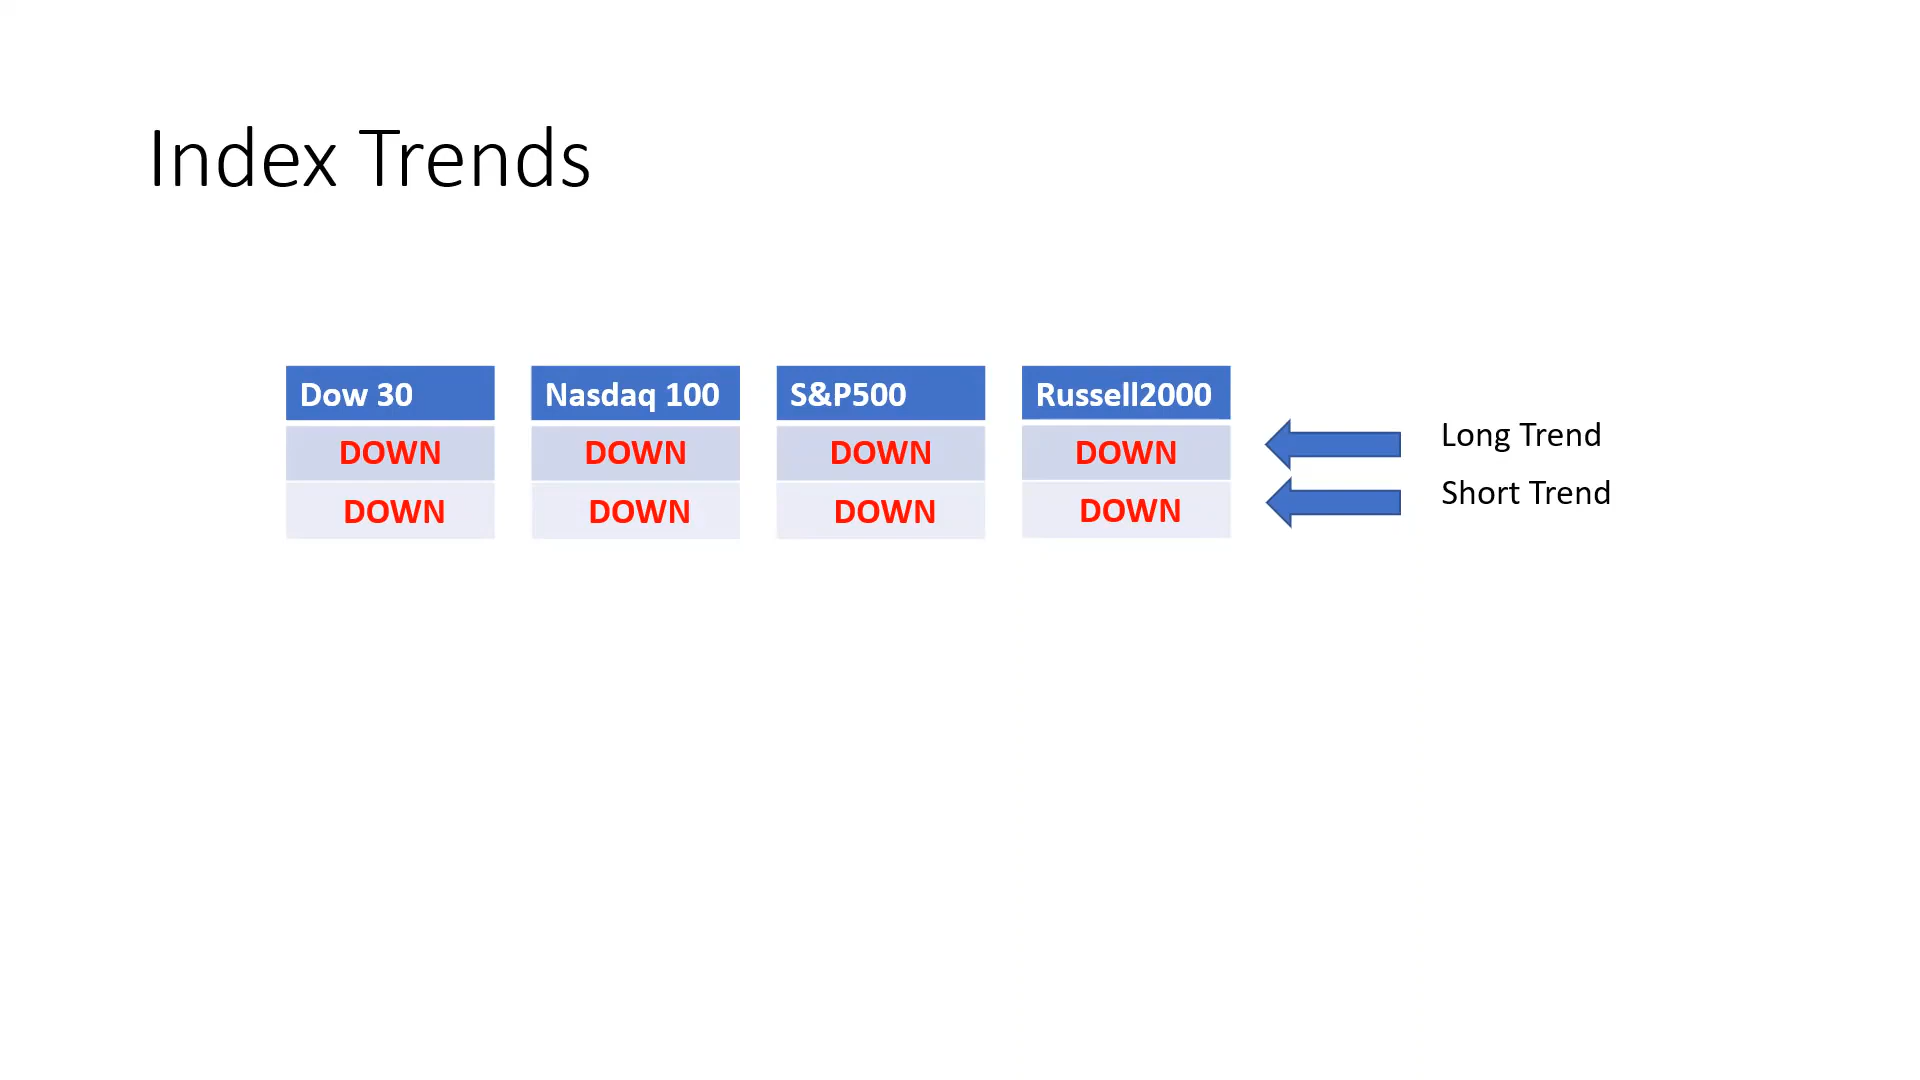 Index Trends
Dow 30 Nasdaq 100 S&P500 Russell2000
DOWN DOWN DOWN DOWN Long Trend
DOWN DOWN DOWN DOWN Short Trend